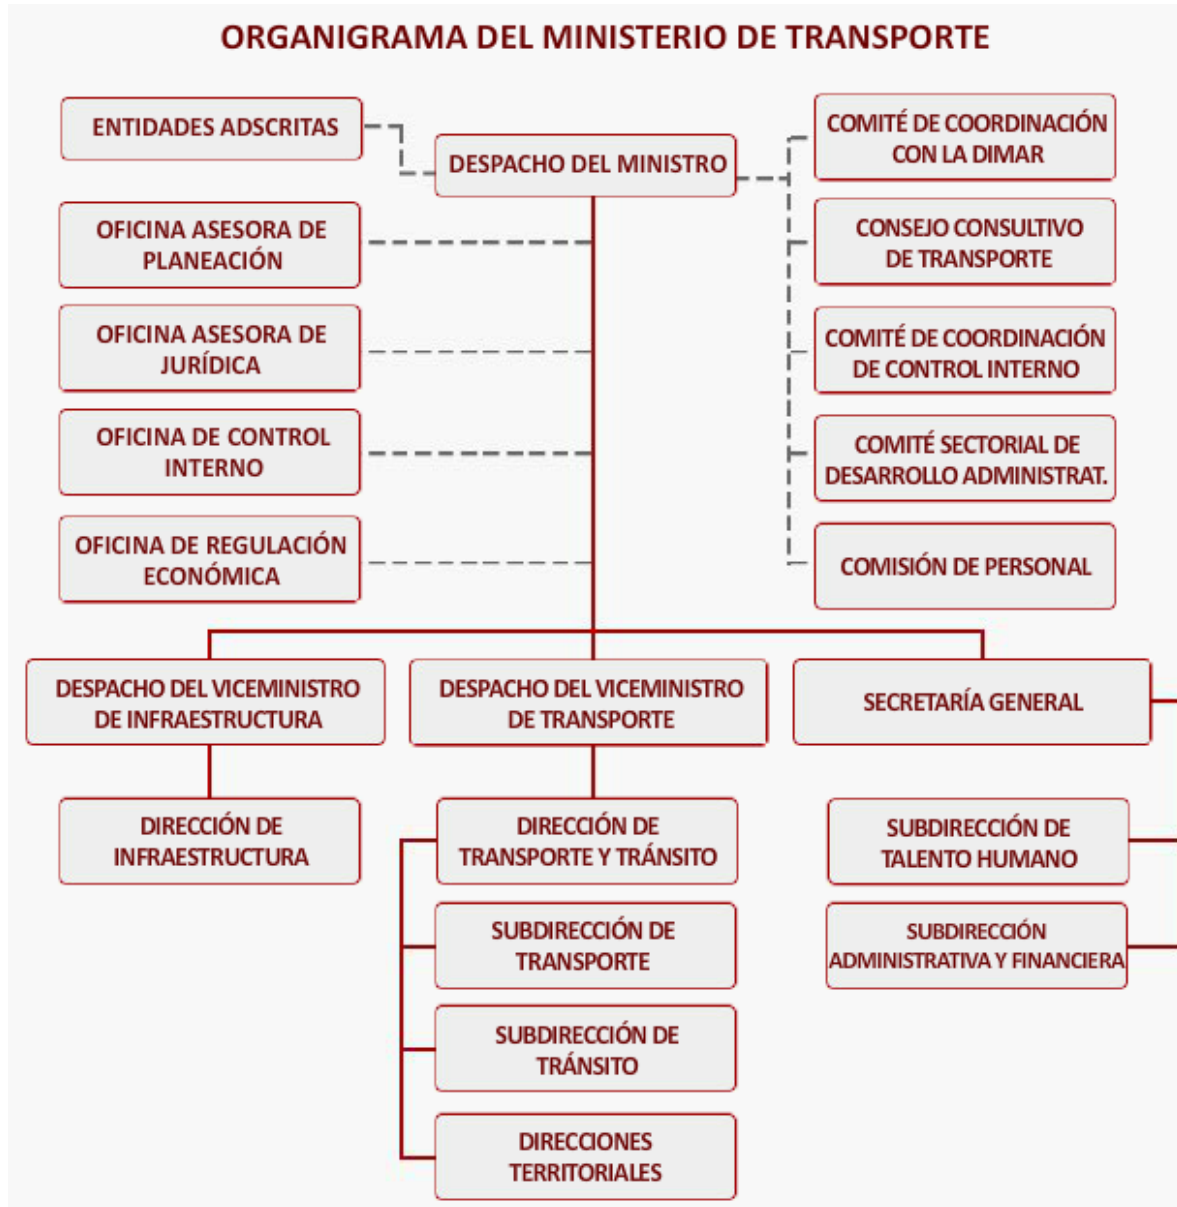 ORGANIGRAMA DEL MINISTERIO DE TRANSPORTE
ENTIDADES ADSCRITAS
DESPACHO DEL MINISTRO
COMITÉ DE COORDINACIÓN
CON LA DIMAR
OFICINA ASESORA DE
PLANEACIÓN
CONSEJO CONSULTIVO
DE TRANSPORTE
OFICINA ASESORA DE
JURÍDICA
COMITÉ DE COORDINACIÓN
DE CONTROL INTERNO
OFICINA DE CONTROL
INTERNO
COMITÉ SECTORIAL DE
DESARROLLO ADMINISTRAT.
OFICINA DE REGULACIÓN
ECONÓMICA
COMISIÓN DE PERSONAL
DESPACHO DEL VICEMINISTRO
DE INFRAESTRUCTURA
DESPACHO DEL VICEMINISTRO
DE TRANSPORTE
SECRETARÍA GENERAL
DIRECCIÓN DE
INFRAESTRUCTURA
DIRECCIÓN DE
TRANSPORTE Y TRÁNSITO
SUBDIRECCIÓN DE
TALENTO HUMANO
SUBDIRECCIÓN DE
TRANSPORTE
SUBDIRECCIÓN
ADMINISTRATIVA Y FINANCIERA
SUBDIRECCIÓN DE
TRÁNSITO
DIRECCIONES
TERRITORIALES